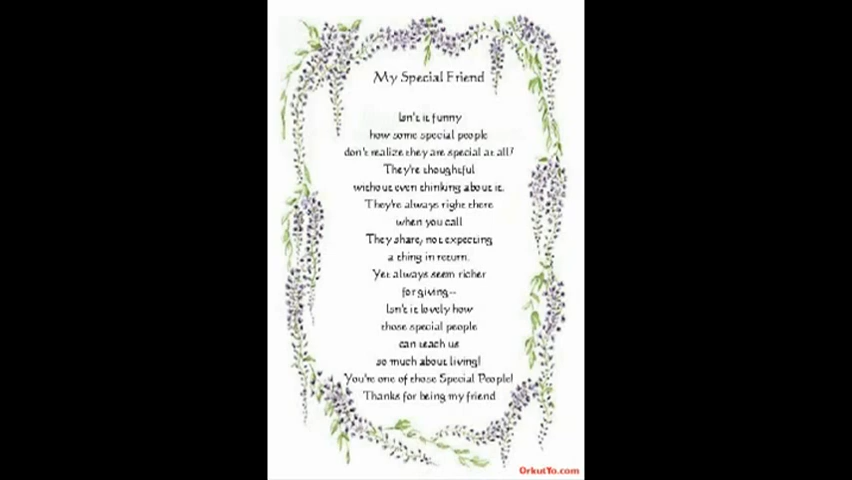 My Special Friend
Isn't it funny
how some special people
don't realize they are special at all?
They're thoughtful
without even thinking about it.
They're always right there
when you call
They share, not expecting
a thing in return.
Yet always seem richer
for giving--
Isn't it lovely how
those special people
can teach us
so much about living!
You're one of those Special People!
Thanks for being my friend
OrkutYo.com